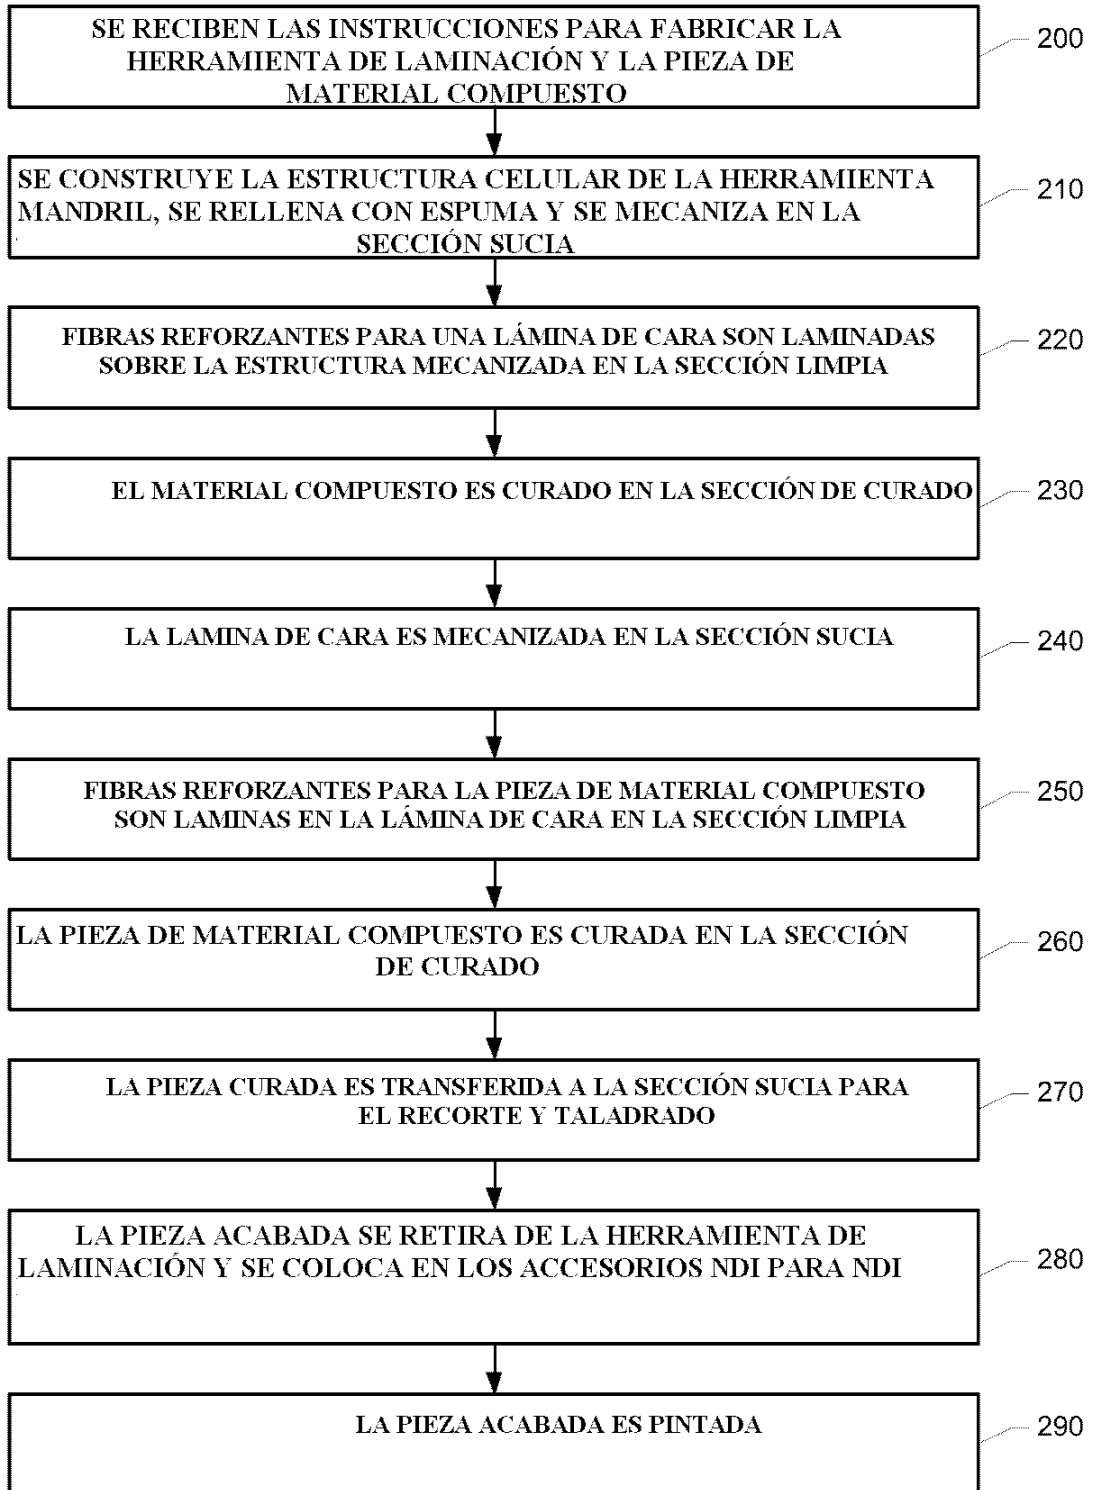 SE RECIBEN LAS INSTRUCCIONES PARA FABRICAR LA
HERRAMIENTA DE LAMINACIÓN Y LA PIEZA DE
MATERIAL COMPUESTO
200
SE CONSTRUYE LA ESTRUCTURA CELULAR DE LA HERRAMIENTA
MANDRIL, SE RELLENA CON ESPUMA Y SE MECANIZA EN LA
SECCIÓN SUCIA
210
FIBRAS REFORZANTES PARA UNA LÁMINA DE CARA SON LAMINADAS
SOBRE LA ESTRUCTURA MECANIZADA EN LA SECCIÓN LIMPIA
220
EL MATERIAL COMPUESTO ES CURADO EN LA SECCIÓN DE CURADO
230
LA LAMINA DE CARA ES MECANIZADA EN LA SECCIÓN SUCIA
240
FIBRAS REFORZANTES PARA LA PIEZA DE MATERIAL COMPUESTO
SON LAMINAS EN LA LÁMINA DE CARA EN LA SECCIÓN LIMPIA
250
LA PIEZA DE MATERIAL COMPUESTO ES CURADA EN LA SECCIÓN
DE CURADO
260
LA PIEZA CURADA ES TRANSFERIDA A LA SECCIÓN SUCIA PARA
EL RECORTE Y TALADRADO
270
LA PIEZA ACABADA SE RETIRA DE LA HERRAMIENTA DE
LAMINACIÓN Y SE COLOCA EN LOS ACCESORIOS NDI PARA NDI
280
LA PIEZA ACABADA ES PINTADA
290